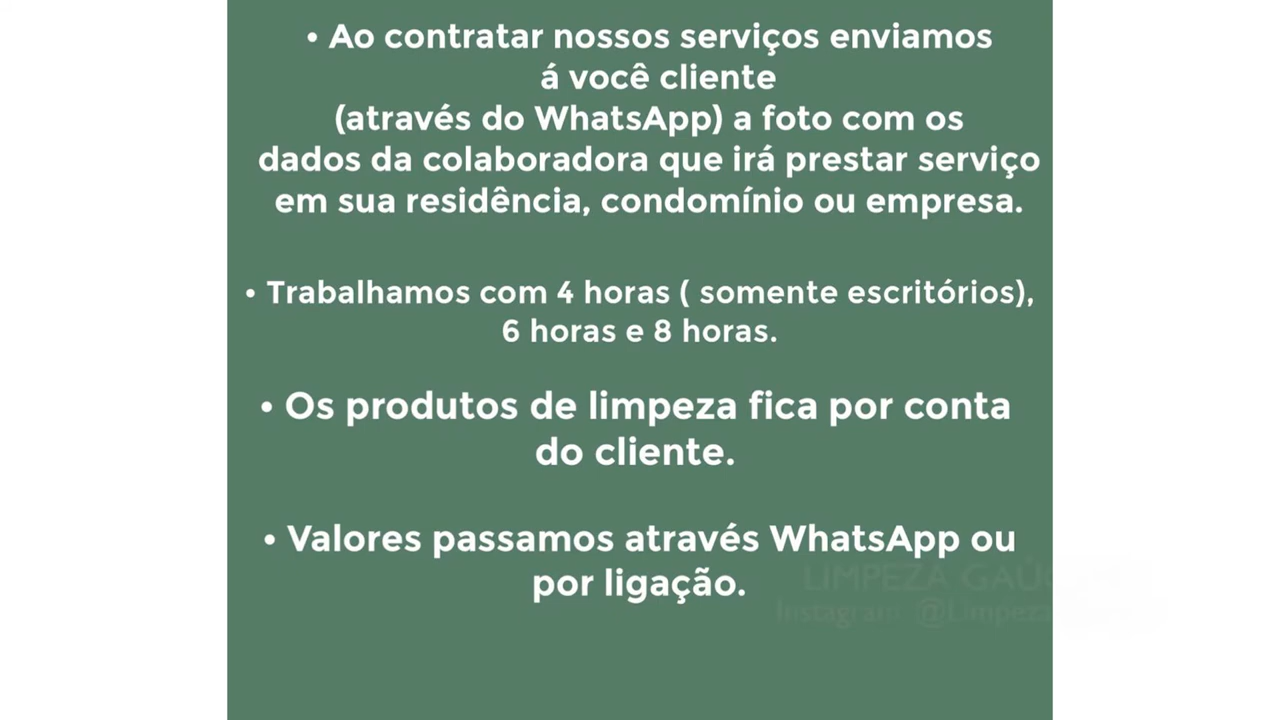 • Ao contratar nossos serviços enviamos
á você cliente
(através do WhatsApp) a foto com os
dados da colaboradora que irá prestar serviço
em sua residência, condomínio ou empresa.
• Trabalhamos com 4 horas ( somente escritórios),
6 horas e 8 horas.
• Os produtos de limpeza fica por conta
do cliente.
• Valores passamos através WhatsApp ou
por ligação.
LIMPEZA
Instagram @Limpeza